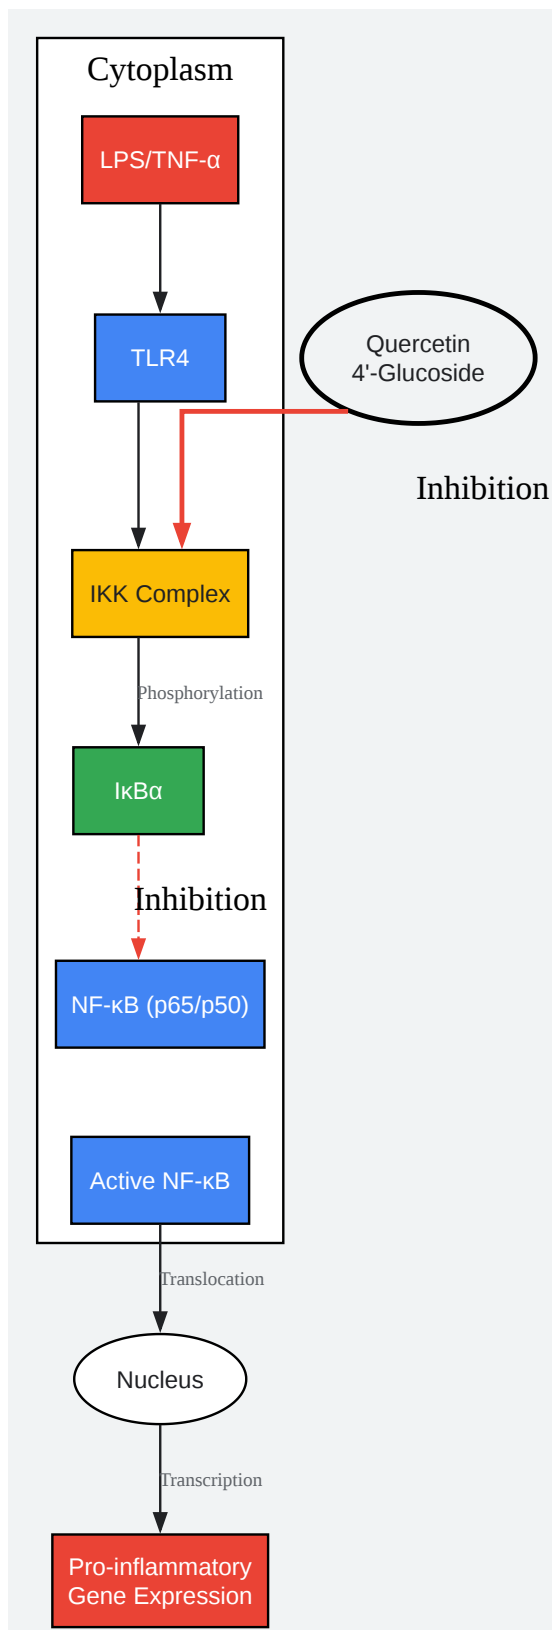 Cytoplasm
LPS/TNF-α
TLR4
Quercetin
4'-Glucoside
Inhibition
IKK Complex
Phosphorylation
IκBα
Inhibition
NF-κB (p65/p50)
Active NF-κB
Translocation
Nucleus
Transcription
Pro-inflammatory
Gene Expression